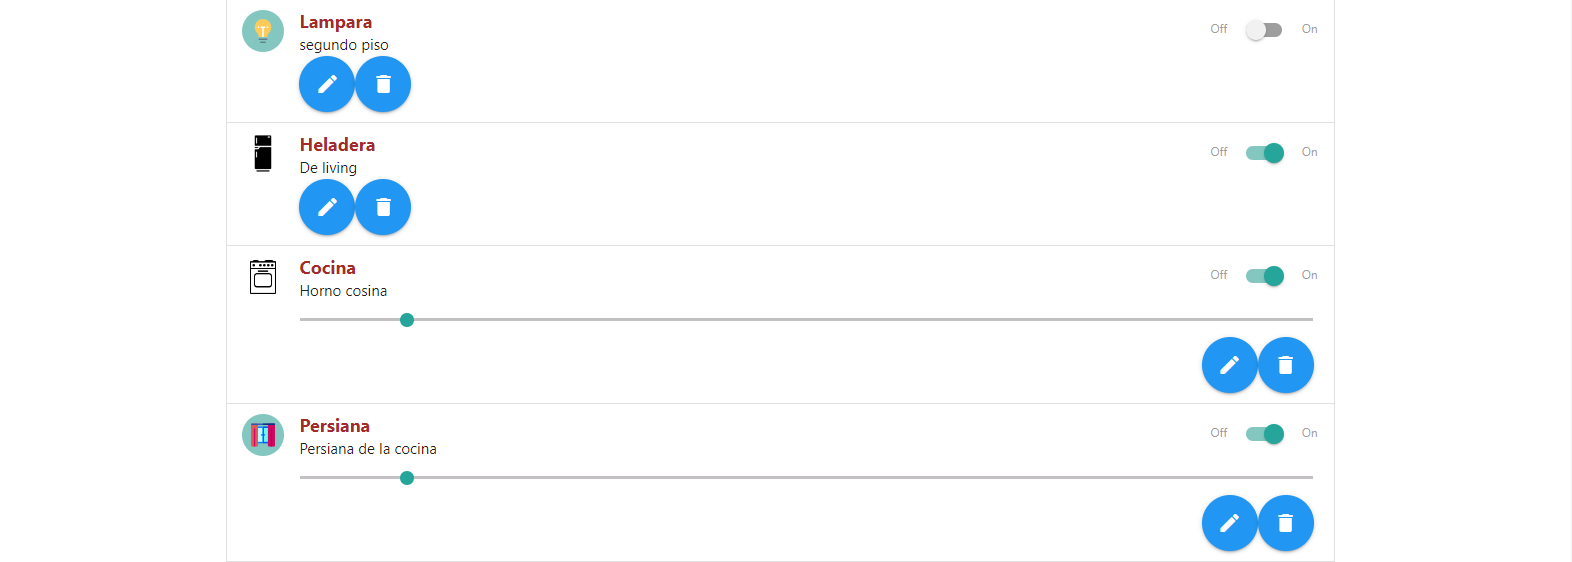 Lampara
Off On
segundo piso
Heladera
Off On
De living
Cocina
Off On
Horno cosina
Persiana
Off On
Persiana de la cocina